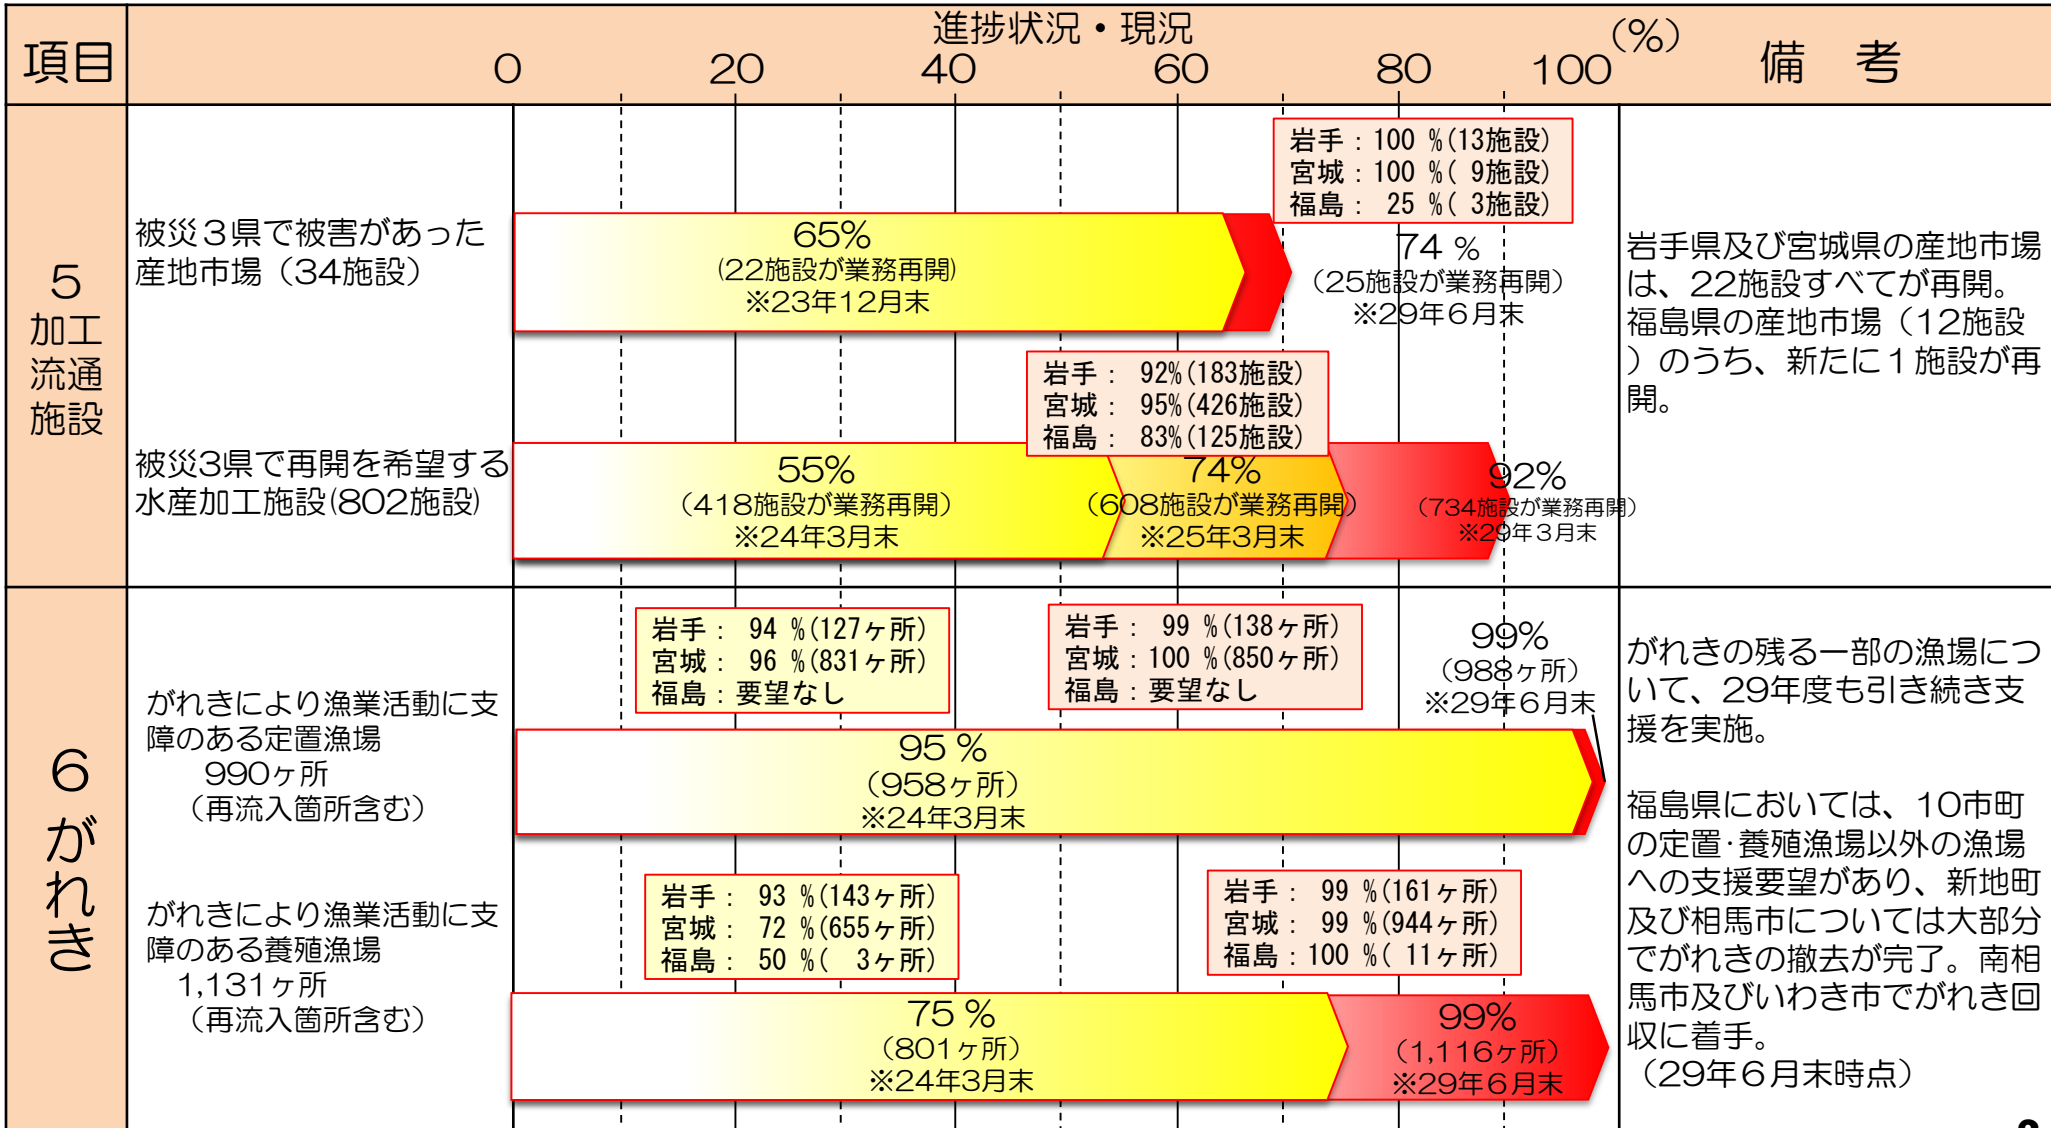 項目
進捗状況・現況
(%)
0 20 40 60 80 100
備 考
5
加工
流通
施設
被災3県で被害があった
産地市場（34施設）
65%
(22施設が業務再開)
※23年12月末
岩手：100 %(13施設)
宮城：100 %( 9施設)
福島： 25 %( 3施設)
74 %
(25施設が業務再開)
※29年6月末
岩手県及び宮城県の産地市場
は、22施設すべてが再開。
福島県の産地市場（12施設
）のうち、新たに1施設が再
開。
被災3県で再開を希望する
水産加工施設(802施設)
岩手： 92%(183施設)
宮城： 95%(426施設)
福島： 83%(125施設)
55%
(418施設が業務再開)
※24年3月末
74%
(608施設が業務再開)
※25年3月末
92%
(734施設が業務再開)
※29年3月末
6
がれき
がれきにより漁業活動に支
障のある定置漁場
990ヶ所
（再流入箇所含む）
岩手： 94 %(127ヶ所)
宮城： 96 %(831ヶ所)
福島：要望なし
岩手： 99 %(138ヶ所)
宮城：100 %(850ヶ所)
福島：要望なし
99%
(988ヶ所)
※29年6月末
95 %
(958ヶ所)
※24年3月末
がれきの残る一部の漁場につ
いて、29年度も引き続き支
援を実施。
福島県においては、10市町
の定置・養殖漁場以外の漁場
への支援要望があり、新地町
及び相馬市については大部分
でがれきの撤去が完了。南相
馬市及びいわき市でがれき回
収に着手。
（29年6月末時点）
がれきにより漁業活動に支
障のある養殖漁場
1,131ヶ所
（再流入箇所含む）
岩手： 93 %(143ヶ所)
宮城： 72 %(655ヶ所)
福島： 50 %( 3ヶ所)
岩手： 99 %(161ヶ所)
宮城： 99 %(944ヶ所)
福島：100 %( 11ヶ所)
75 %
(801ヶ所)
※24年3月末
99%
(1,116ヶ所)
※29年6月末